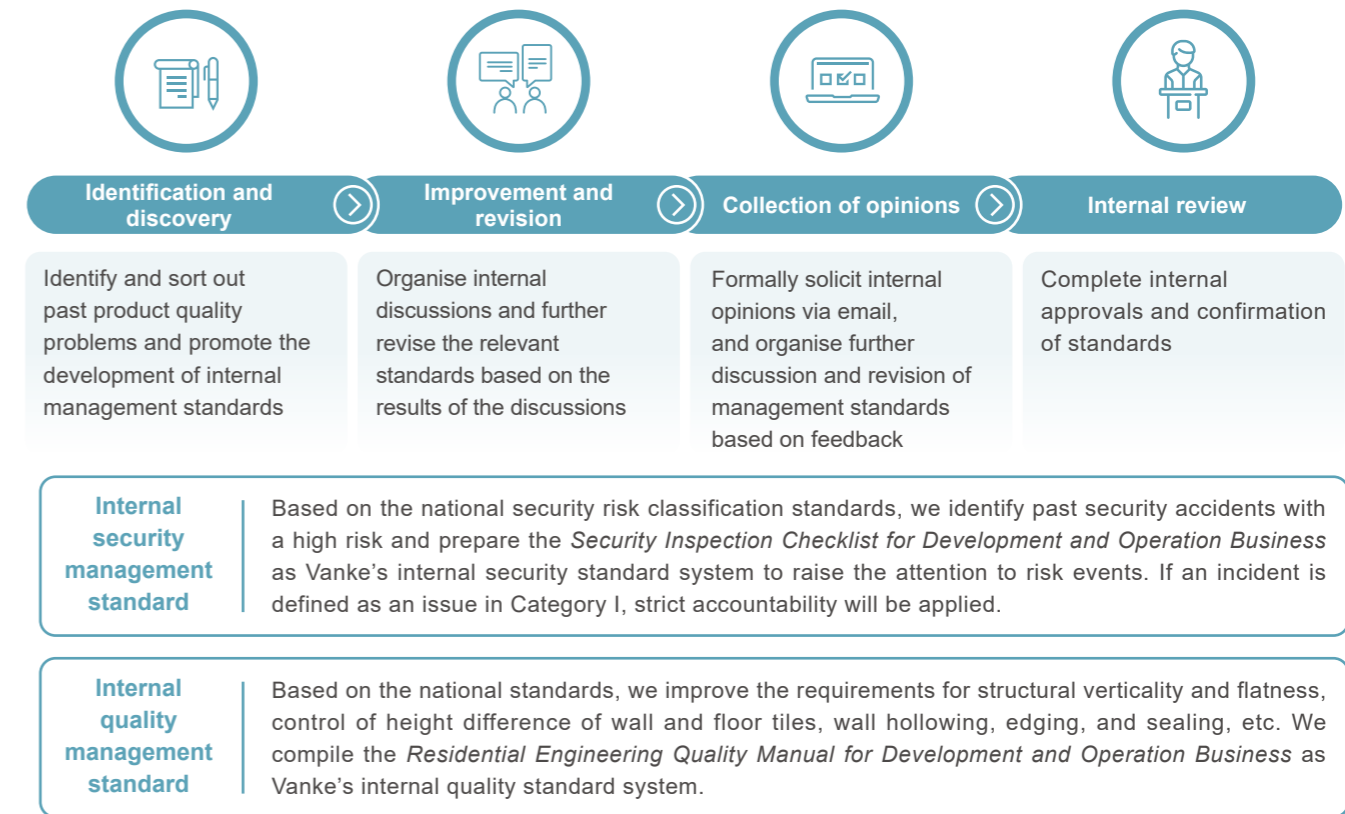 Identification and
discovery
Improvement and
revision
Collection of opinions
Internal review
Identify and sort out
past product quality
problems and promote the
development of internal
management standards
Organise internal
discussions and further
revise the relevant
standards based on the
results of the discussions
Formally solicit internal
opinions via email,
and organise further
discussion and revision of
management standards
based on feedback
Complete internal
approvals and confirmation
of standards
Internal
security
management
standard
Based on the national security risk classification standards, we identify past security accidents with
a high risk and prepare the Security Inspection Checklist for Development and Operation Business
as Vanke’s internal security standard system to raise the attention to risk events. If an incident is
defined as an issue in Category I, strict accountability will be applied.
Internal
quality
management
standard
Based on the national standards, we improve the requirements for structural verticality and flatness,
control of height difference of wall and floor tiles, wall hollowing, edging, and sealing, etc. We
compile the Residential Engineering Quality Manual for Development and Operation Business as
Vanke’s internal quality standard system.